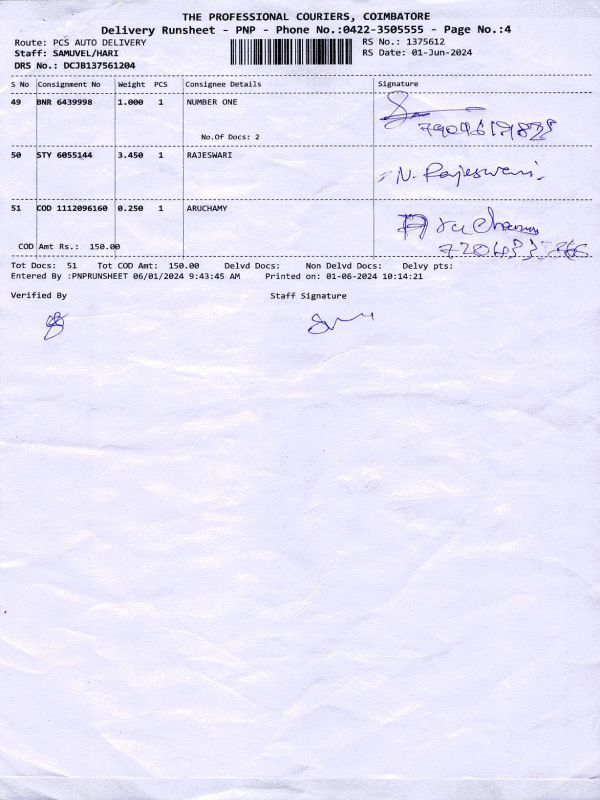 THE PROFESSIONAL COURIERS, COIMBATORE
Delivery Runsheet - PNP - Phone No.:0422-3505555 - Page No.:4
Route: PCS AUTO DELIVERY RS No.: 1375612
Staff: SAMUVEL/HARI RS Date: 01-Jun-2024
DRS No.: DCJB137561204
S No Consignment No Weight PCS Consignee Details Signature
49 BNR 6439998 1.000 1 NUMBER ONE
No.Of Docs: 2
50 STY 6055144 3.450 1 RAJESWARI
N. Rajeswari.
51 COD 1112096160 0.250 1 ARUCHAMY
COD Amt Rs.: 150.00
Tot Docs: 51 Tot COD Amt: 150.00 Delvd Docs: Non Delvd Docs: Delvy pts:
Entered By :PNPRUNSHEET 06/01/2024 9:43:45 AM Printed on: 01-06-2024 10:14:21
Verified By Staff Signature